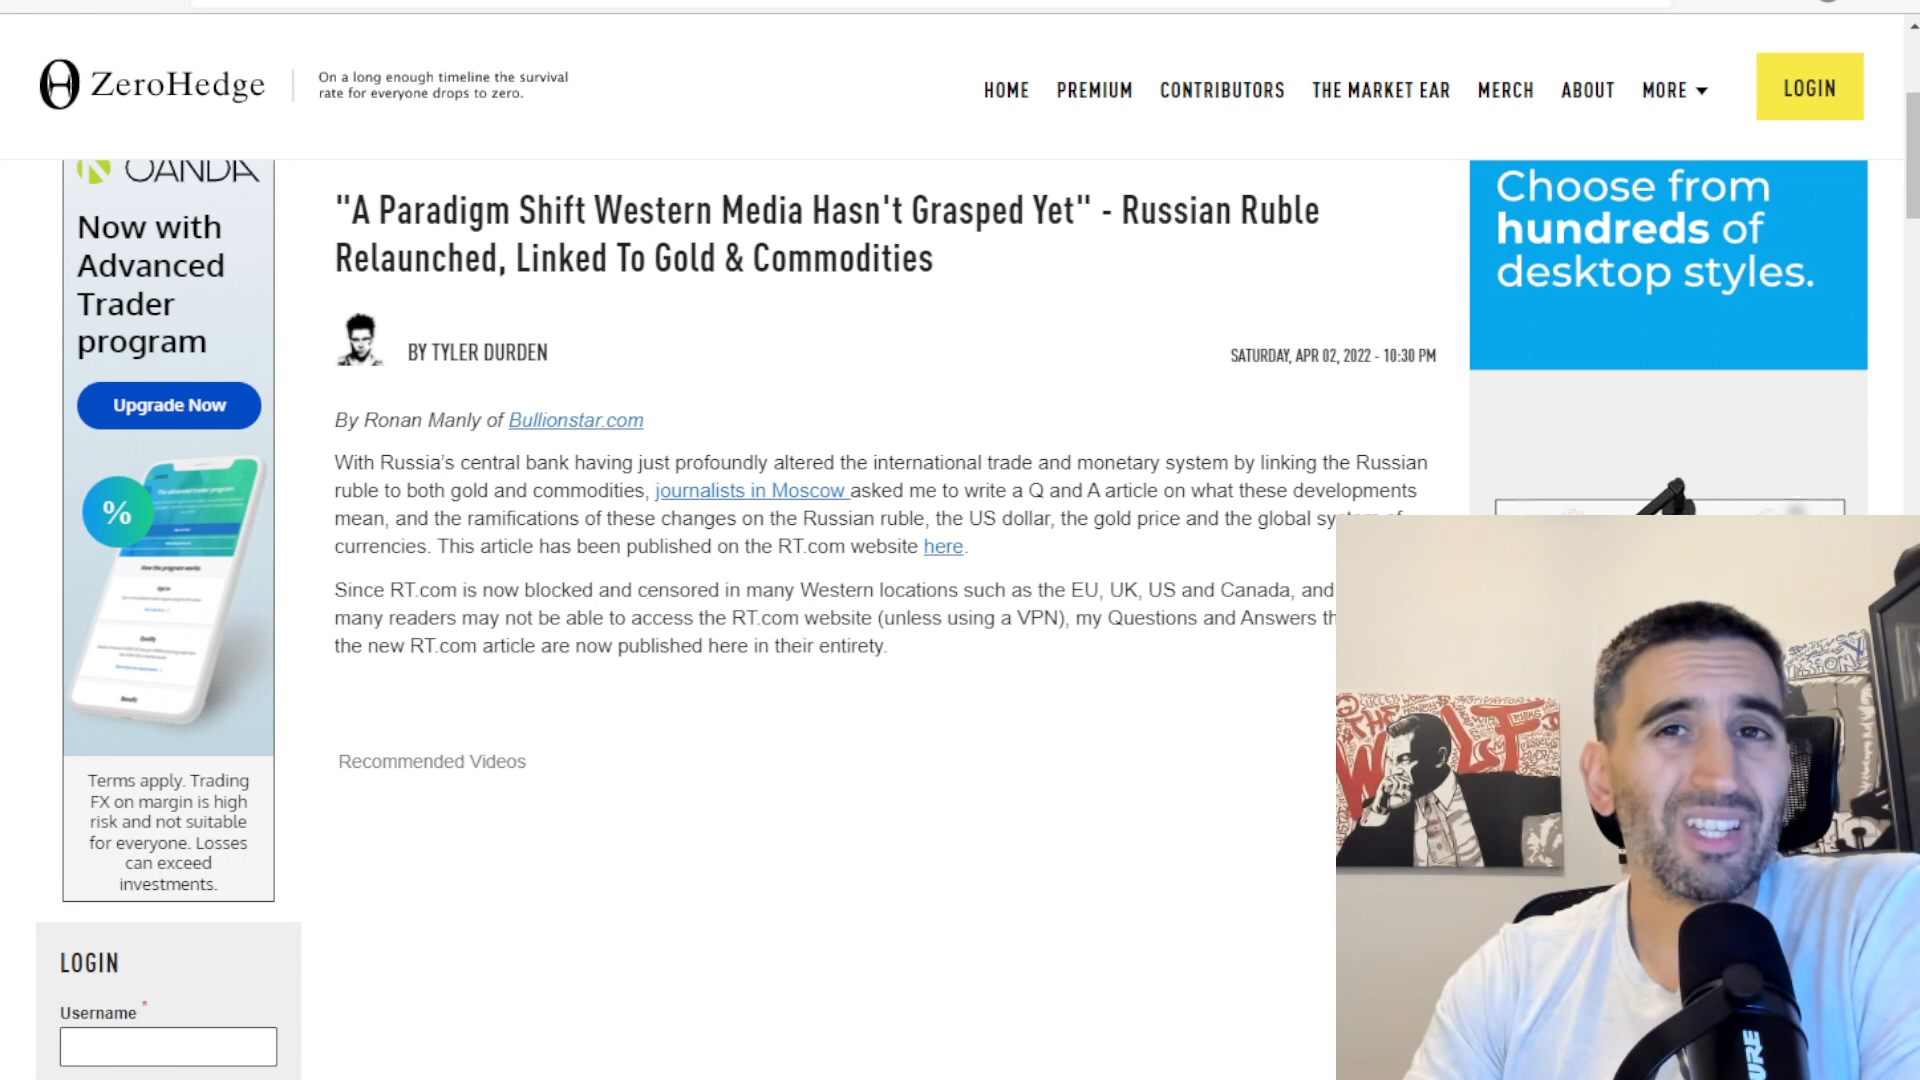 ZeroHedge
On a long enough timeline the survival
rate for everyone drops to zero.
HOME PREMIUM CONTRIBUTORS THE MARKET EAR MERCH ABOUT MORE
LOGIN
OANDA
Now with
Advanced
Trader
program
Upgrade Now
%
Terms apply. Trading
FX on margin is high
risk and not suitable
for everyone. Losses
can exceed
investments.
LOGIN
Username *
"A Paradigm Shift Western Media Hasn't Grasped Yet" - Russian Ruble
Relaunched, Linked To Gold & Commodities
BY TYLER DURDEN
SATURDAY, APR 02, 2022 - 10:30 PM
By Ronan Manly of Bullionstar.com
With Russia’s central bank having just profoundly altered the international trade and monetary system by linking the Russian
ruble to both gold and commodities, journalists in Moscow asked me to write a Q and A article on what these developments
mean, and the ramifications of these changes on the Russian ruble, the US dollar, the gold price and the global system of
currencies. This article has been published on the RT.com website here.
Since RT.com is now blocked and censored in many Western locations such as the EU, UK, US and Canada, and
many readers may not be able to access the RT.com website (unless using a VPN), my Questions and Answers th
the new RT.com article are now published here in their entirety.
Recommended Videos
Choose from
hundreds of
desktop styles.
THE
WOLF
URE